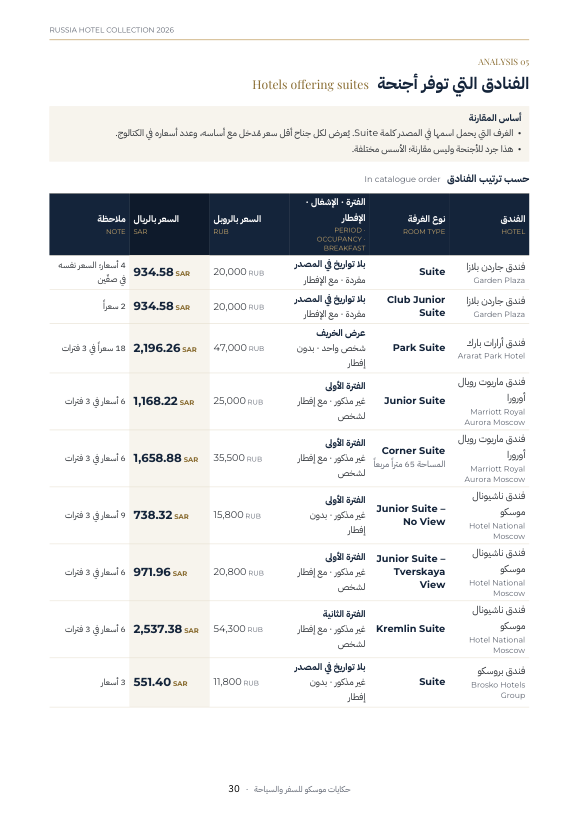 RUSSIA HOTEL COLLECTION 2026
ANALYSIS 05
الفنادق التي توفر أجنحة Hotels offering suites
أساس المقارنة
• الغرف التي يحمل اسمها في المصدر كلمة Suite. يُعرض لكل جناح أقل سعر مُدخل مع أساسه، وعدد أسعاره في الكتالوج.
• هذا جرد للأجنحة وليس مقارنة؛ الأسس مختلفة.
حسب ترتيب الفنادق In catalogue order
الفندق
HOTEL
نوع الغرفة
ROOM TYPE
الفترة · الإشغال ·
الإفطار
PERIOD ·
OCCUPANCY ·
BREAKFAST
السعر بالروبل
RUB
السعر بالريال
SAR
ملاحظة
NOTE
فندق جاردن بلازا
Garden Plaza
Suite
بلا تواريخ في المصدر
مفردة · مع الإفطار
20,000 RUB
934.58 SAR
4 أسعار؛ السعر نفسه
في صفّين
فندق جاردن بلازا
Garden Plaza
Club Junior
Suite
بلا تواريخ في المصدر
مفردة · مع الإفطار
20,000 RUB
934.58 SAR
2 سعراً
فندق أرارات بارك
Ararat Park Hotel
Park Suite
عرض الخريف
شخص واحد · بدون
إفطار
47,000 RUB
2,196.26 SAR
18 سعراً في 3 فترات
فندق ماريوت رويال
أورورا
Marriott Royal
Aurora Moscow
Junior Suite
الفترة الأولى
غير مذكور · مع إفطار
لشخص
25,000 RUB
1,168.22 SAR
6 أسعار في 3 فترات
فندق ماريوت رويال
أورورا
Marriott Royal
Aurora Moscow
Corner Suite
المساحة 65 متراً مربعاً
الفترة الأولى
غير مذكور · مع إفطار
لشخص
35,500 RUB
1,658.88 SAR
6 أسعار في 3 فترات
فندق ناشيونال
موسكو
Hotel National
Moscow
Junior Suite –
No View
الفترة الأولى
غير مذكور · بدون
إفطار
15,800 RUB
738.32 SAR
9 أسعار في 3 فترات
فندق ناشيونال
موسكو
Hotel National
Moscow
Junior Suite –
Tverskaya
View
الفترة الأولى
غير مذكور · مع إفطار
لشخص
20,800 RUB
971.96 SAR
6 أسعار في 3 فترات
فندق ناشيونال
موسكو
Hotel National
Moscow
Kremlin Suite
الفترة الثانية
غير مذكور · مع إفطار
لشخص
54,300 RUB
2,537.38 SAR
6 أسعار في 3 فترات
فندق بروسكو
Brosko Hotels
Group
Suite
بلا تواريخ في المصدر
غير مذكور · بدون
إفطار
11,800 RUB
551.40 SAR
3 أسعار
حكايات موسكو للسفر والسياحة · 30